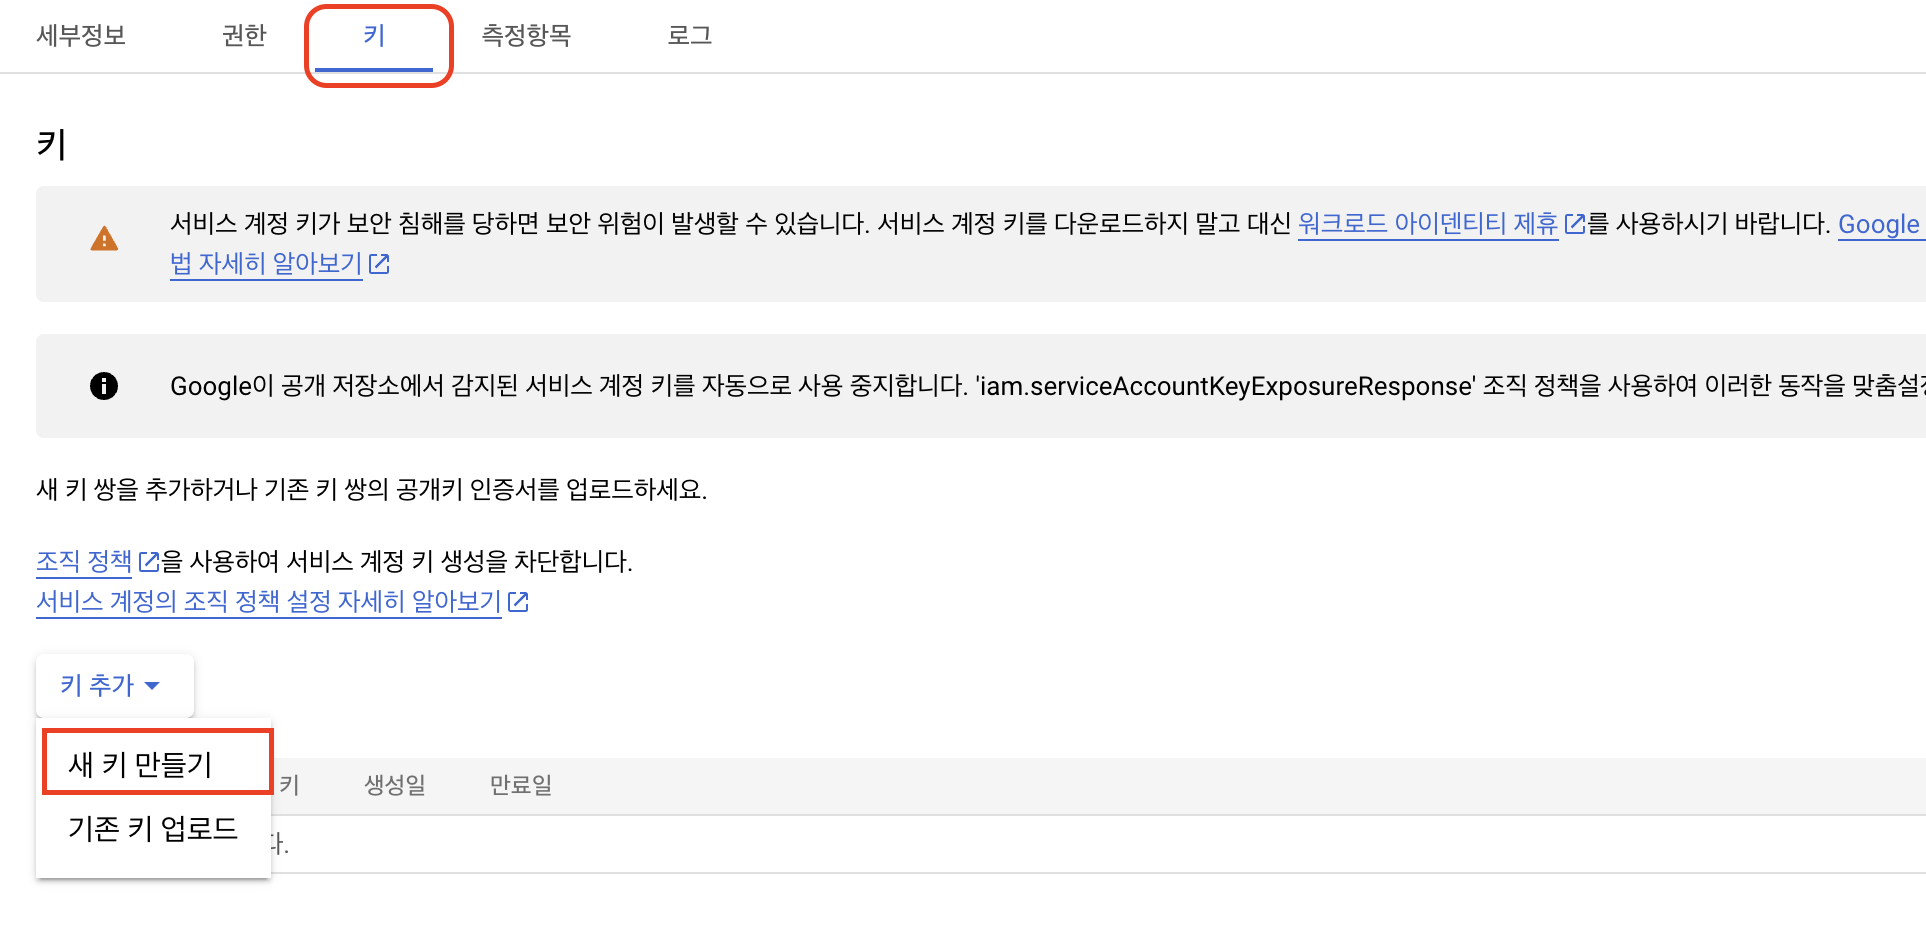 세부정보 권한 키 측정항목 로그
키
서비스 계정 키가 보안 침해를 당하면 보안 위험이 발생할 수 있습니다. 서비스 계정 키를 다운로드하지 말고 대신 워크로드 아이덴티티 제휴를 사용하시기 바랍니다. Google
법 자세히 알아보기
Google이 공개 저장소에서 감지된 서비스 계정 키를 자동으로 사용 중지합니다. 'iam.serviceAccountKeyExposureResponse' 조직 정책을 사용하여 이러한 동작을 맞춤설정
새 키 쌍을 추가하거나 기존 키 쌍의 공개키 인증서를 업로드하세요.
조직 정책을 사용하여 서비스 계정 키 생성을 차단합니다.
서비스 계정의 조직 정책 설정 자세히 알아보기
키 추가
새 키 만들기
키 생성일 만료일
기존 키 업로드
다.